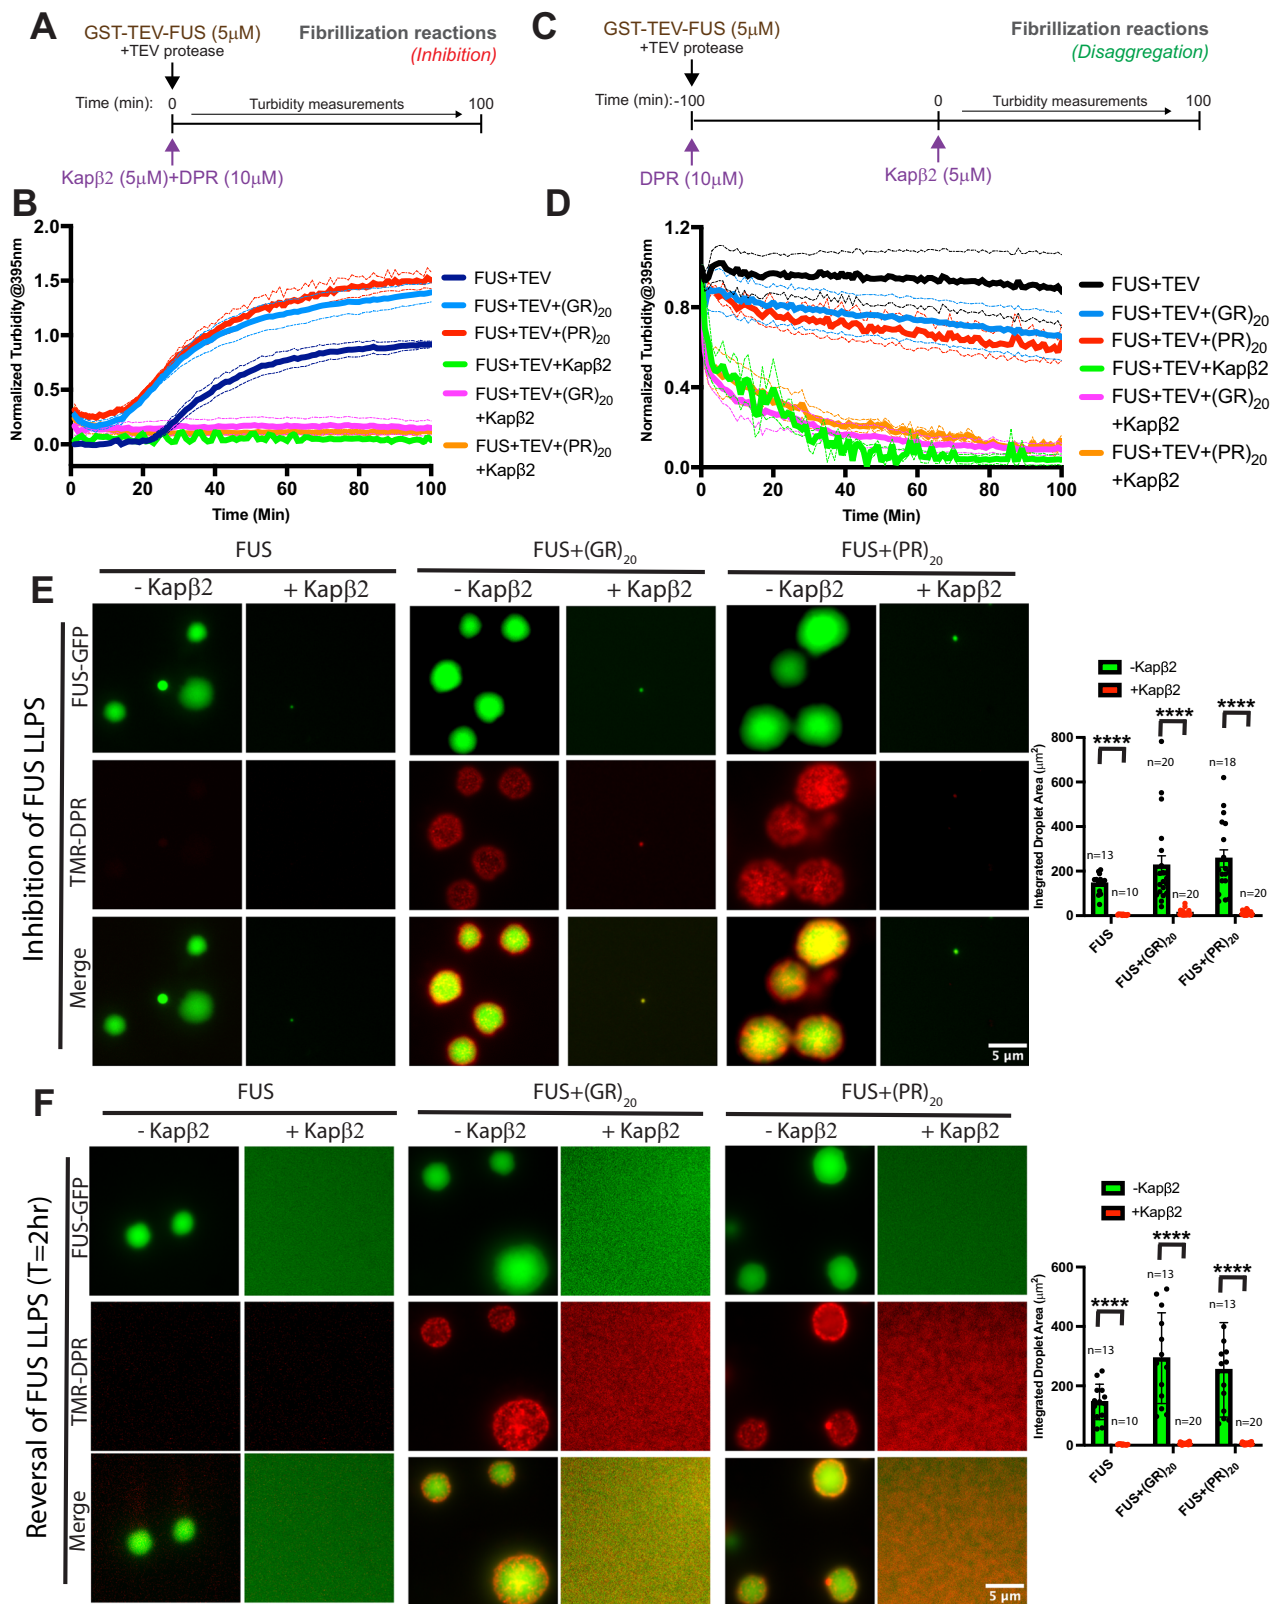 A
GST-TEV-FUS (5μM)
+TEV protease
Fibrillization reactions
(Inhibition)
Time (min):
0
Turbidity measurements
100
Kapβ2 (5μM)+DPR (10μM)
C
GST-TEV-FUS (5μM)
+TEV protease
Fibrillization reactions
(Disaggregation)
Time (min):
-100
0
Turbidity measurements
100
DPR (10μM)
Kapβ2 (5μM)
B
Normalized Turbidity@395nm
2.0
1.5
1.0
0.5
0.0
0
20
40
60
80
100
Time (Min)
FUS+TEV
FUS+TEV+(GR)20
FUS+TEV+(PR)20
FUS+TEV+Kapβ2
FUS+TEV+(GR)20
+Kapβ2
FUS+TEV+(PR)20
+Kapβ2
D
Normalized Turbidity@395nm
1.2
0.8
0.4
0.0
0
20
40
60
80
100
Time (Min)
FUS+TEV
FUS+TEV+(GR)20
FUS+TEV+(PR)20
FUS+TEV+Kapβ2
FUS+TEV+(GR)20
+Kapβ2
FUS+TEV+(PR)20
+Kapβ2
E
Inhibition of FUS LLPS
FUS
FUS+(GR)20
FUS+(PR)20
- Kapβ2
+ Kapβ2
- Kapβ2
+ Kapβ2
- Kapβ2
+ Kapβ2
FUS-GFP
TMR-DPR
Merge
5 μm
-Kapβ2
+Kapβ2
Integrated Droplet Area (μm²)
800
600
400
200
0
****
****
****
n=13
n=10
n=20
n=20
n=18
n=20
FUS
FUS+(GR)20
FUS+(PR)20
F
Reversal of FUS LLPS (T=2hr)
FUS
FUS+(GR)20
FUS+(PR)20
- Kapβ2
+ Kapβ2
- Kapβ2
+ Kapβ2
- Kapβ2
+ Kapβ2
FUS-GFP
TMR-DPR
Merge
5 μm
-Kapβ2
+Kapβ2
Integrated Droplet Area (μm²)
600
400
200
0
****
****
****
n=13
n=10
n=13
n=20
n=13
n=20
FUS
FUS+(GR)20
FUS+(PR)20